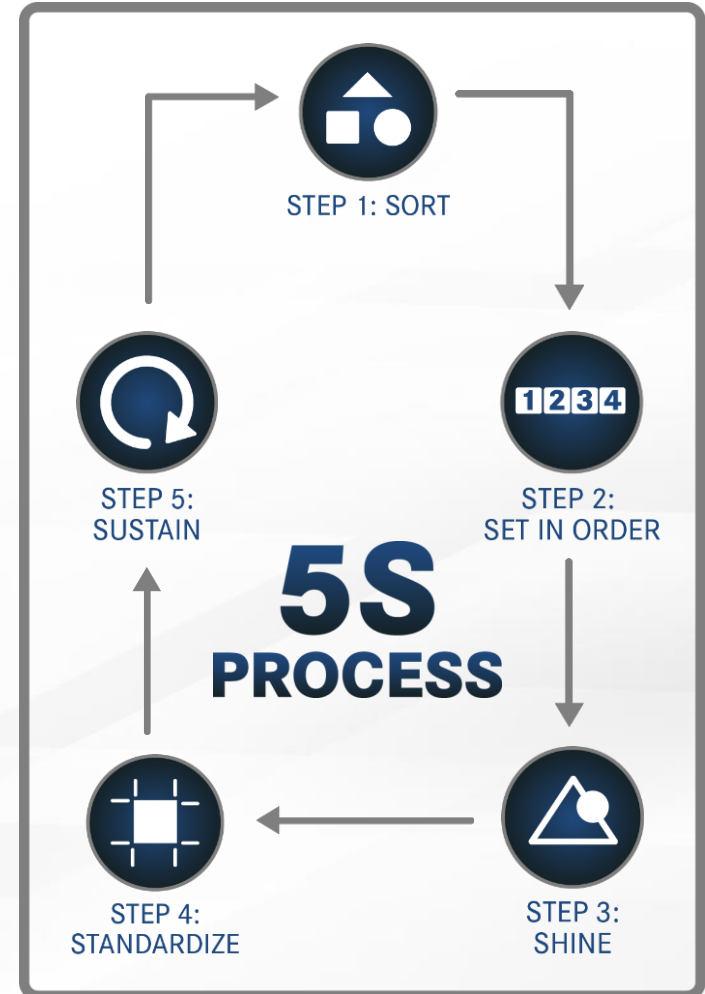 STEP 1: SORT
1234
STEP 2:
SET IN ORDER
STEP 3:
SHINE
STEP 4:
STANDARDIZE
STEP 5:
SUSTAIN
5S
PROCESS